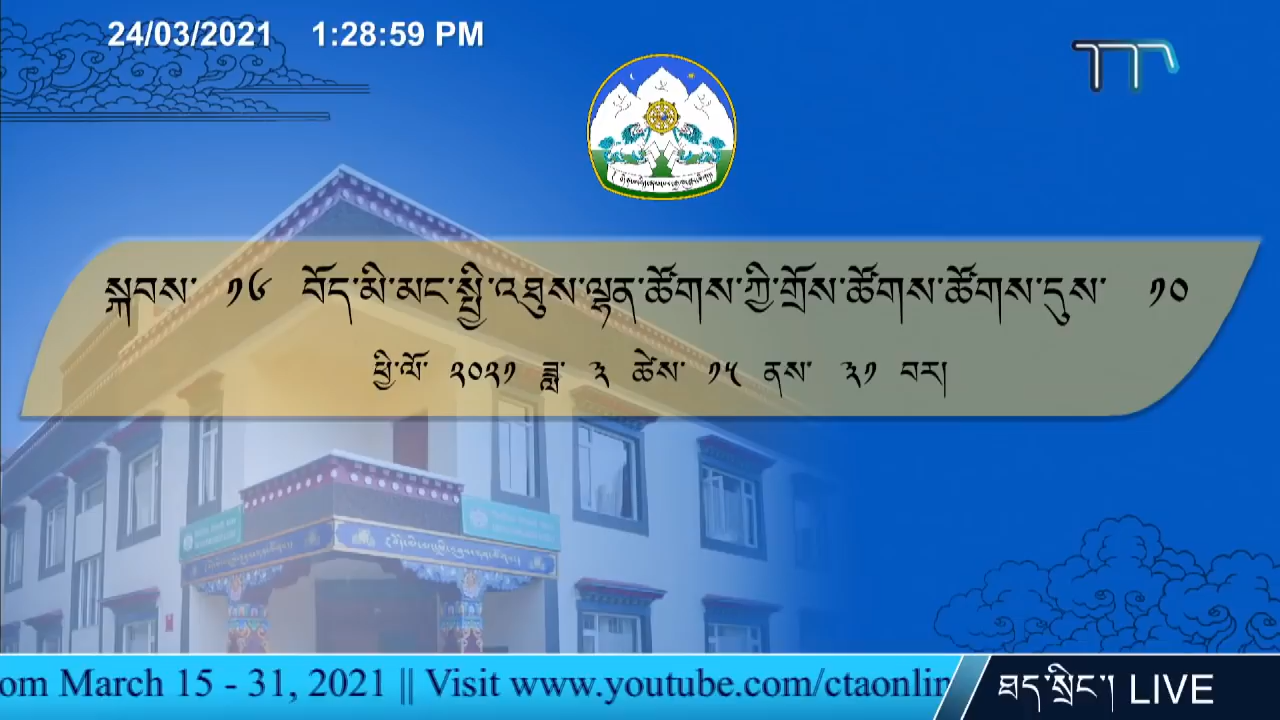 24/03/2021 1:28:59 PM
སྐབས་ ༡༦ བོད་མི་མང་སྤྱི་འཐུས་ལྷན་ཚོགས་ཀྱི་གྲོས་ཚོགས་ཚོགས་དུས་ ༡༠
ཕྱི་ལོ་ ༢༠༢༡ ཟླ་ ༣ ཚེས་ ༡༥ ནས་ ༣༡ བར།
om March 15 - 31, 2021 || Visit www.youtube.com/ctaonlin
ཐད་སྲིང་། LIVE